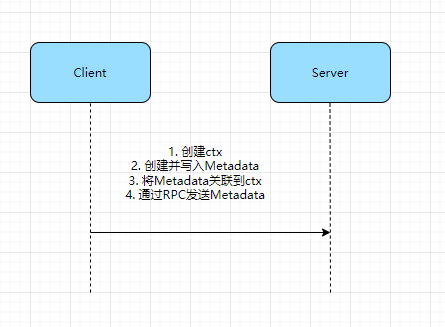 Client
Server
1. 创建ctx
2. 创建并写入Metadata
3. 将Metadata关联到ctx
4. 通过RPC发送Metadata